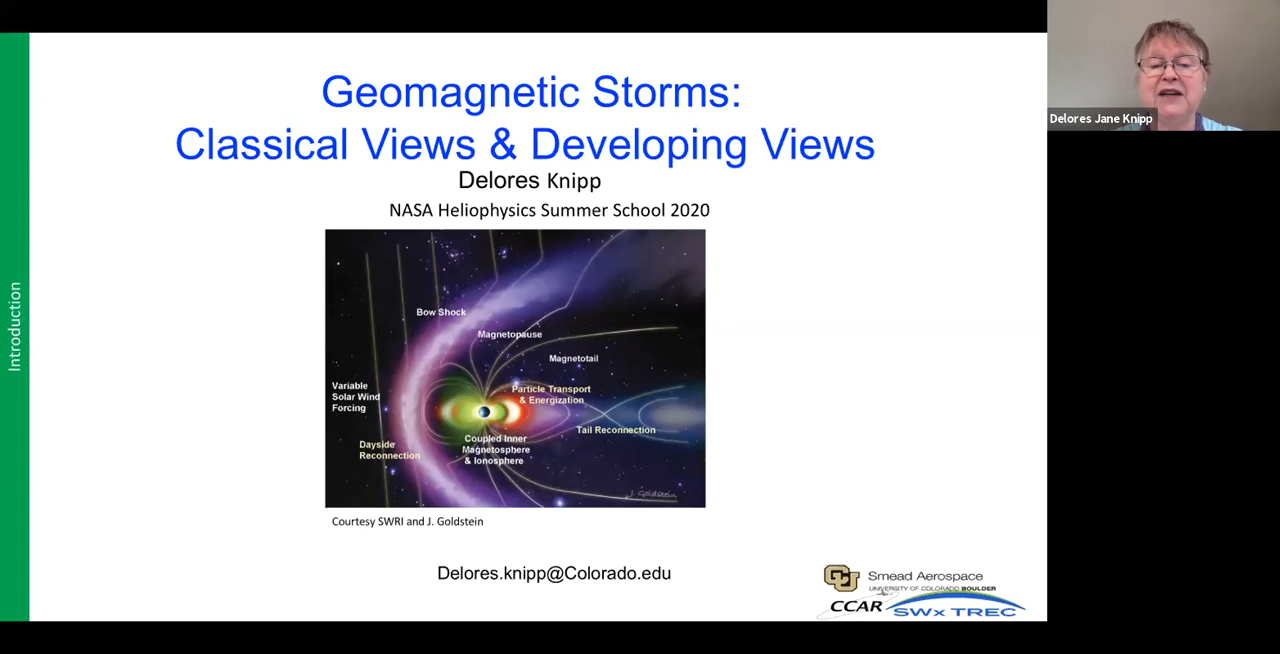 Geomagnetic Storms:
Classical Views & Developing Views
Delores Knipp
NASA Heliophysics Summer School 2020
Introduction
Bow Shock
Magnetopause
Magnetotail
Variable
Solar Wind
Forcing
Particle Transport
& Energization
Tail Reconnection
Dayside
Reconnection
Coupled Inner
Magnetosphere
& Ionosphere
J. Goldstein
Courtesy SWRI and J. Goldstein
Delores.knipp@Colorado.edu
CU
Smead Aerospace
UNIVERSITY OF COLORADO BOULDER
CCAR
SWx TREC
Delores Jane Knipp